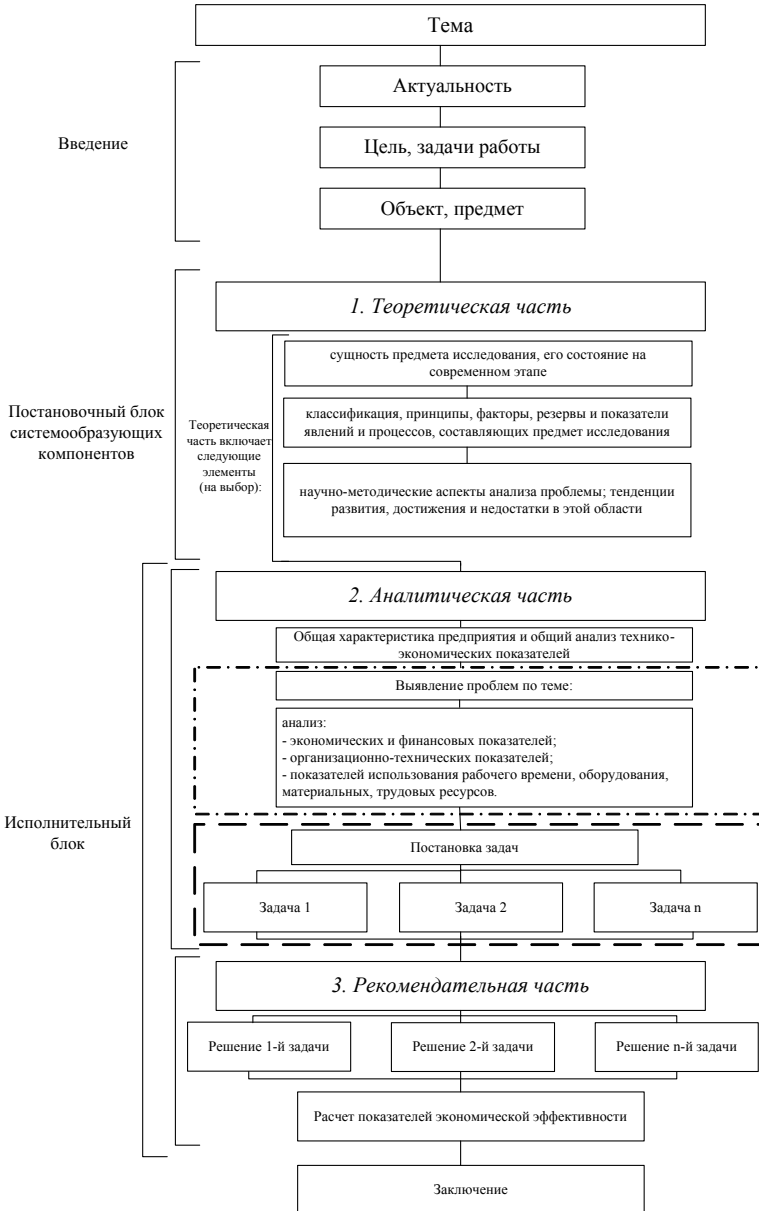 Тема
Введение
Актуальность
Цель, задачи работы
Объект, предмет
Постановочный блок
системообразующих
компонентов
1. Теоретическая часть
Теоретическая
часть включает
следующие
элементы
(на выбор):
сущность предмета исследования, его состояние на
современном этапе
классификация, принципы, факторы, резервы и показатели
явлений и процессов, составляющих предмет исследования
научно-методические аспекты анализа проблемы; тенденции
развития, достижения и недостатки в этой области
Исполнительный
блок
2. Аналитическая часть
Общая характеристика предприятия и общий анализ технико-
экономических показателей
Выявление проблем по теме:
анализ:
- экономических и финансовых показателей;
- организационно-технических показателей;
- показателей использования рабочего времени, оборудования,
материальных, трудовых ресурсов.
Постановка задач
Задача 1
Задача 2
Задача n
3. Рекомендательная часть
Решение 1-й задачи
Решение 2-й задачи
Решение n-й задачи
Расчет показателей экономической эффективности
Заключение